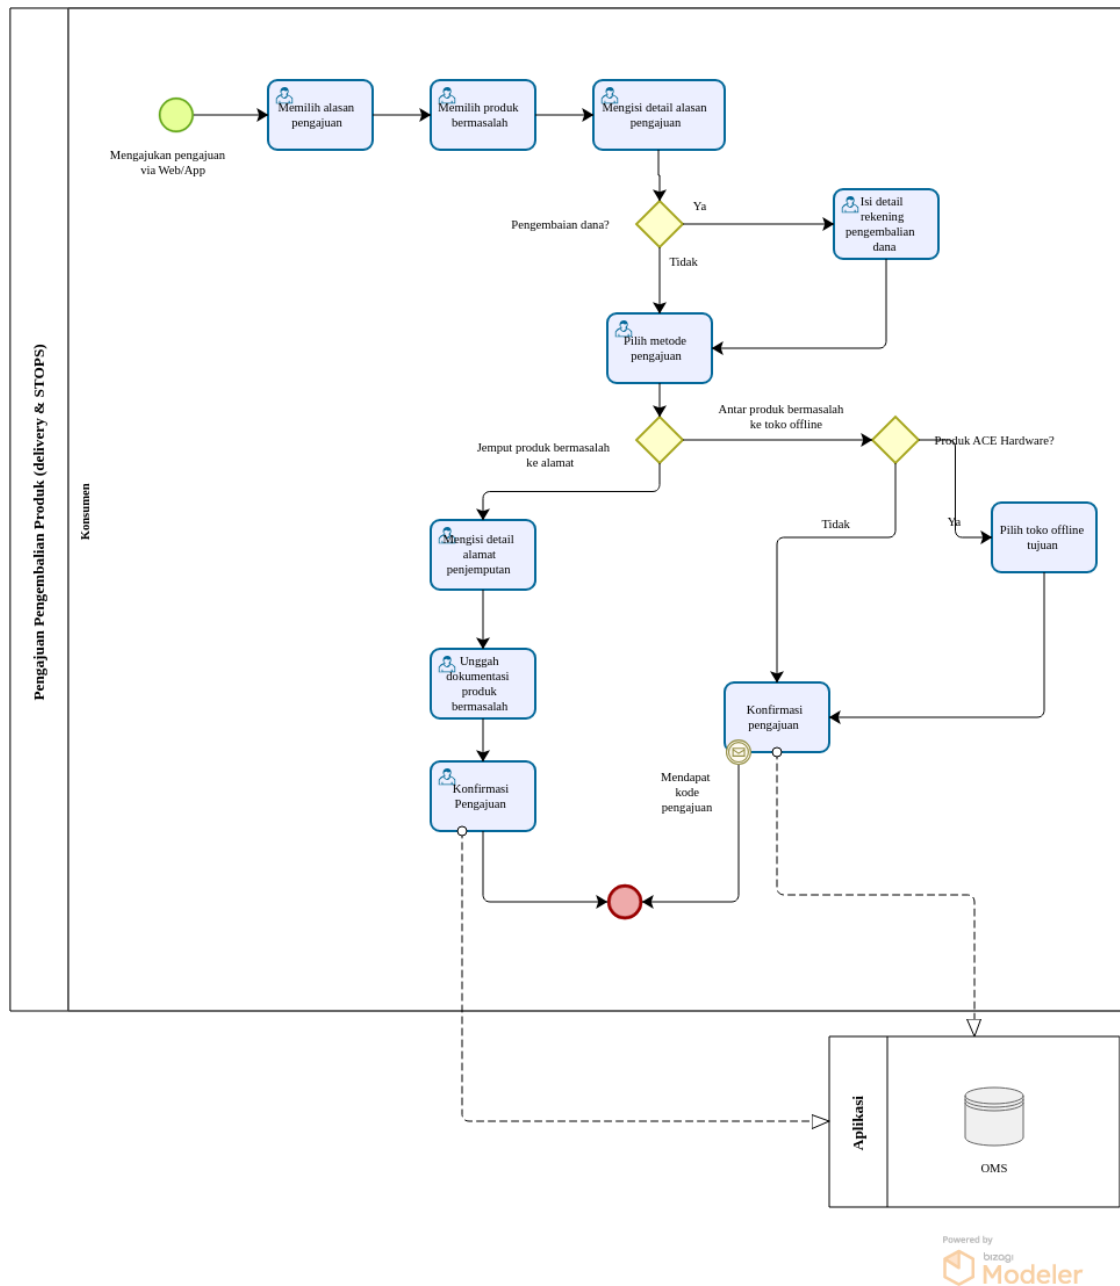 Pengajuan Pengembalian Produk (delivery & STOPS)
Konsumen
Mengajukan pengajuan
via Web/App
Memilih alasan
pengajuan
Memilih produk
bermasalah
Mengisi detail alasan
pengajuan
Pengembaian dana?
Ya
Tidak
Isi detail
rekening
pengembalian
dana
Pilih metode
pengajuan
Jemput produk bermasalah
ke alamat
Antar produk bermasalah
ke toko offline
Produk ACE Hardware?
Tidak
Ya
Pilih toko offline
tujuan
Mengisi detail
alamat
penjemputan
Unggah
dokumentasi
produk
bermasalah
Konfirmasi
Pengajuan
Konfirmasi
pengajuan
Mendapat
kode
pengajuan
Aplikasi
OMS
Powered by
bizagi
Modeler